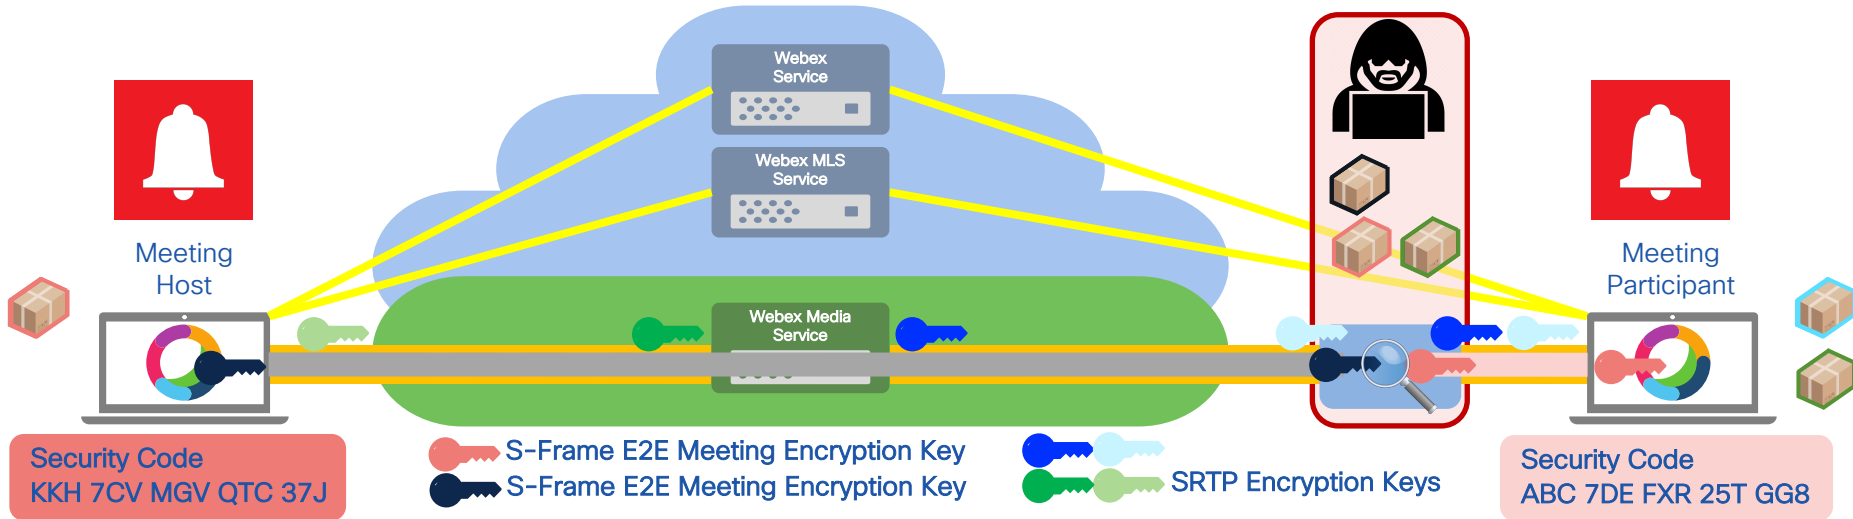 Webex
Service
Webex MLS
Service
Meeting
Host
Meeting
Participant
Webex Media
Service
Security Code
KKH 7CV MGV QTC 37J
S-Frame E2E Meeting Encryption Key
S-Frame E2E Meeting Encryption Key
SRTP Encryption Keys
Security Code
ABC 7DE FXR 25T GG8